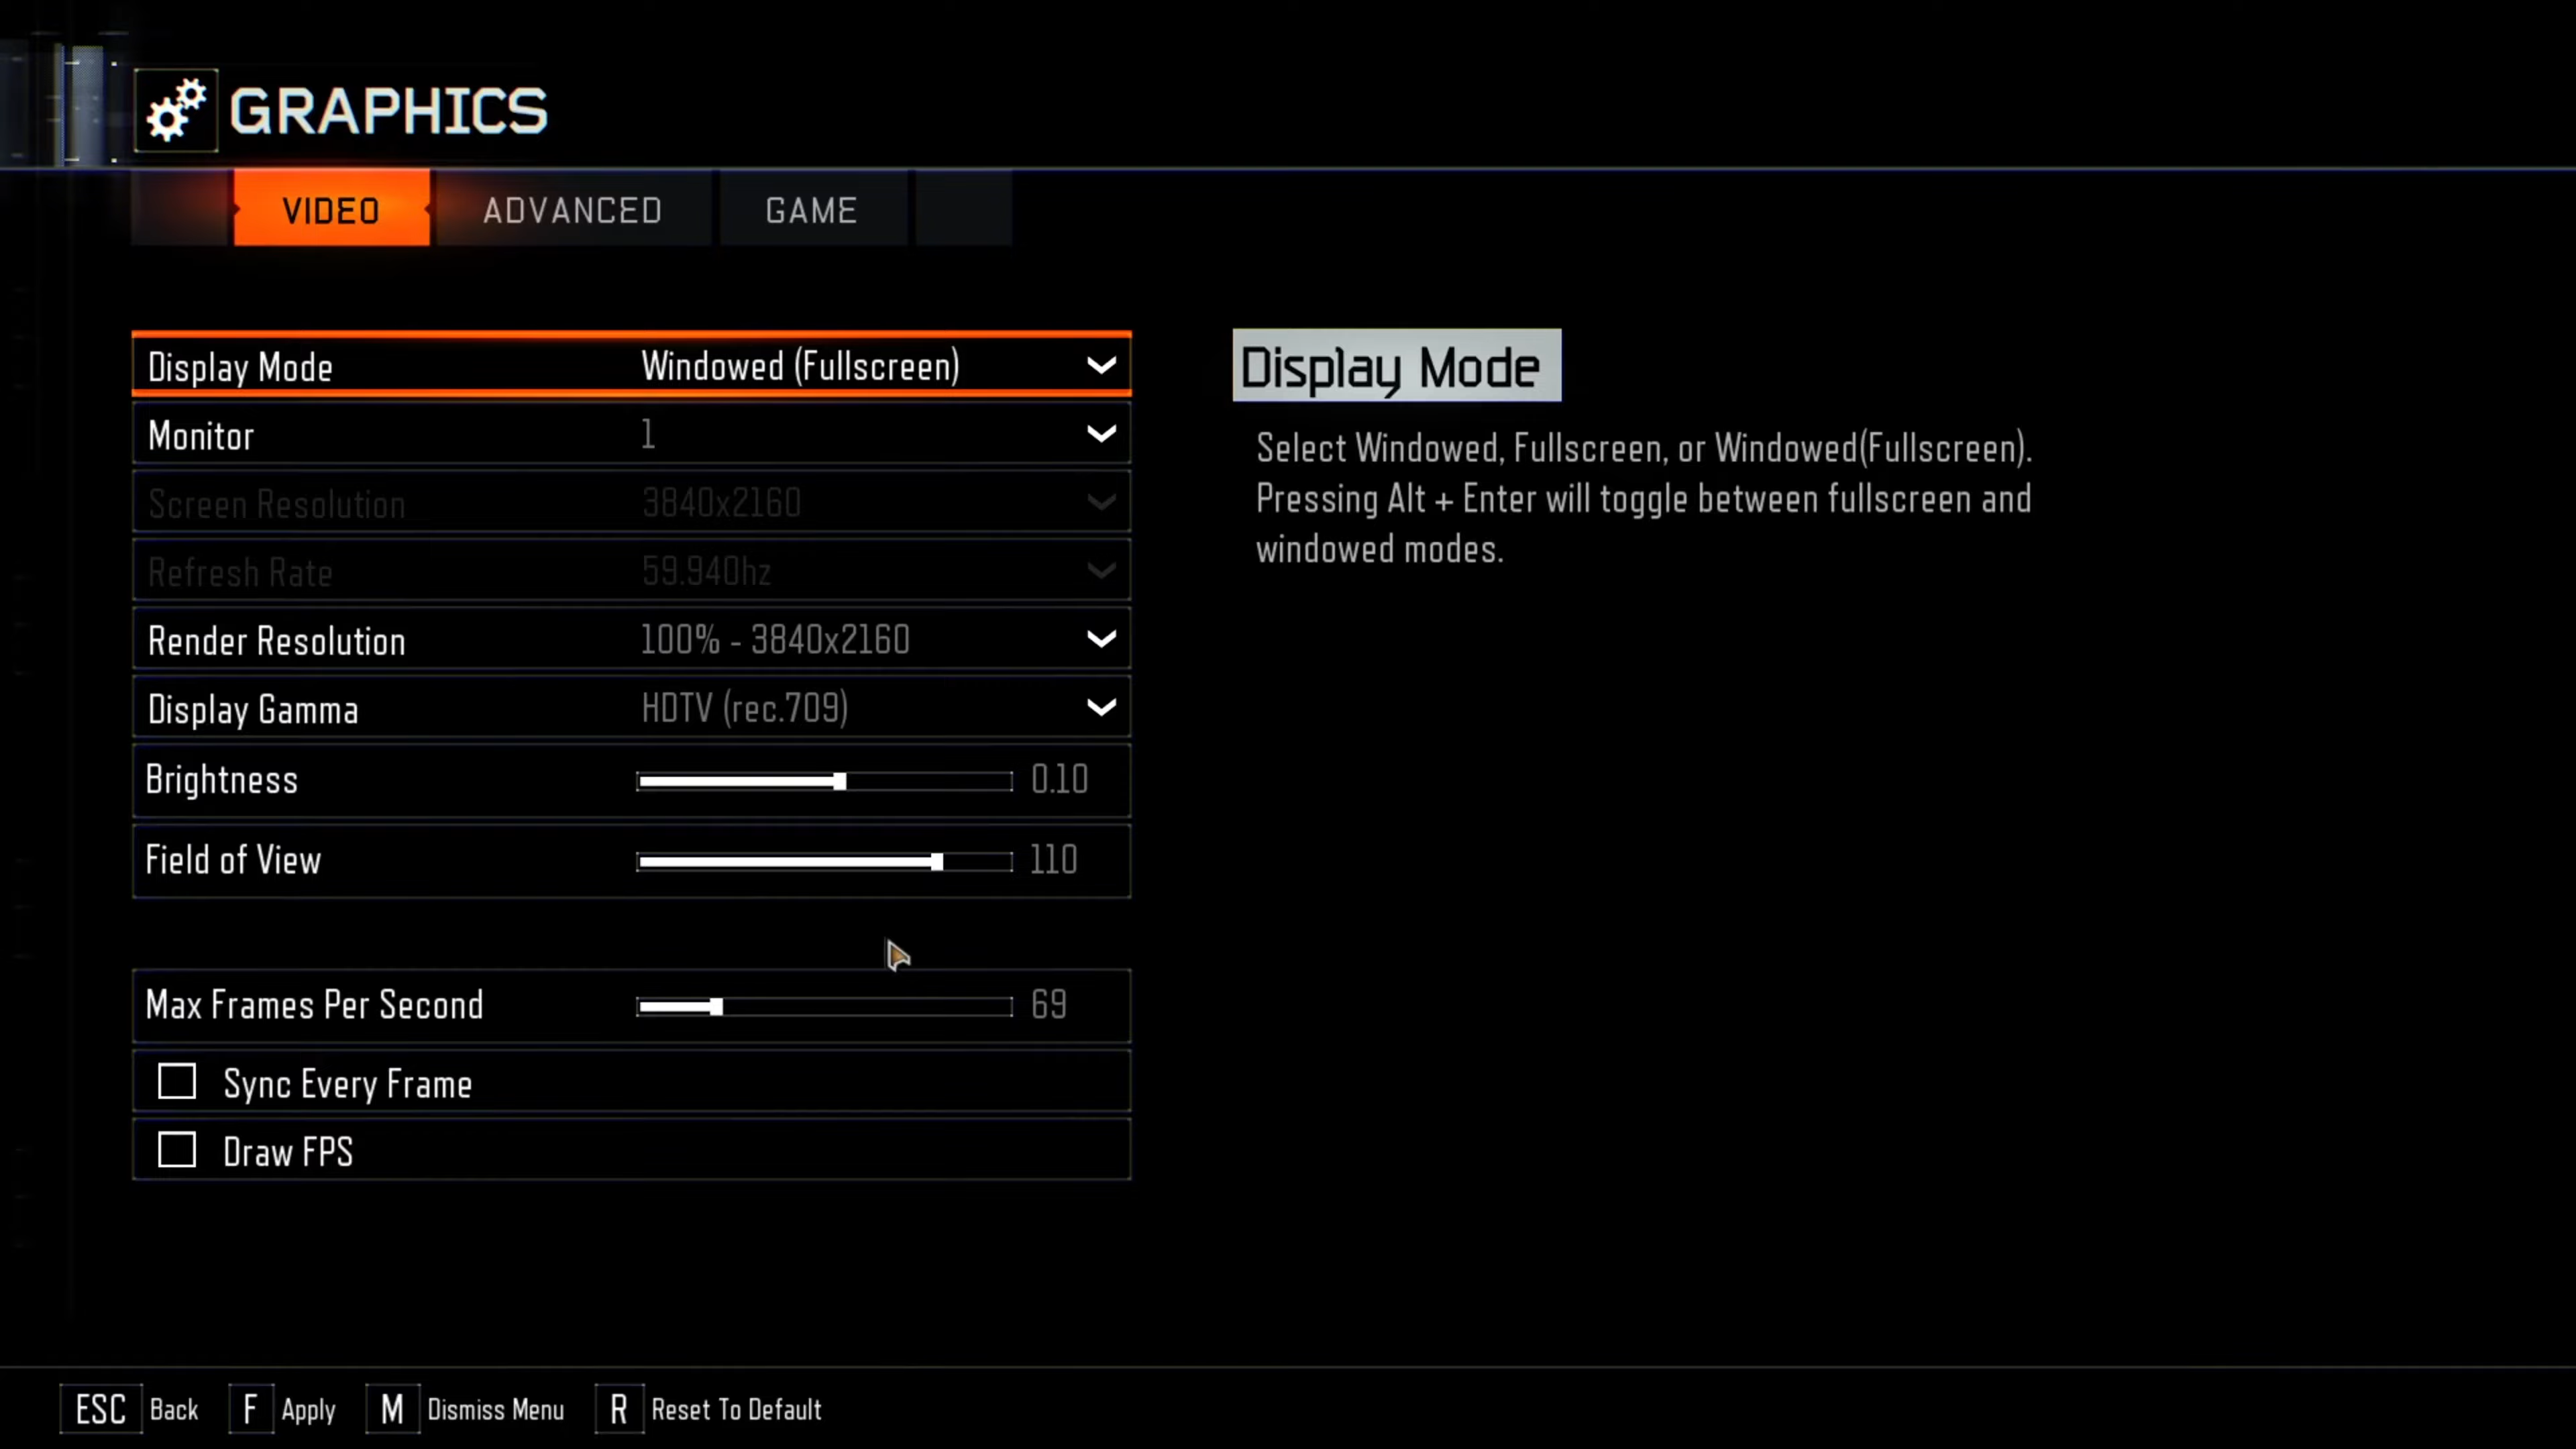 GRAPHICS
VIDEO ADVANCED GAME
Display Mode Windowed (Fullscreen)
Monitor 1
Screen Resolution 3840x2160
Refresh Rate 59.940hz
Render Resolution 100% - 3840x2160
Display Gamma HDTV (rec.709)
Brightness 0.10
Field of View 110
Max Frames Per Second 69
Sync Every Frame
Draw FPS
Display Mode
Select Windowed, Fullscreen, or Windowed(Fullscreen).
Pressing Alt + Enter will toggle between fullscreen and
windowed modes.
ESC Back F Apply M Dismiss Menu R Reset To Default